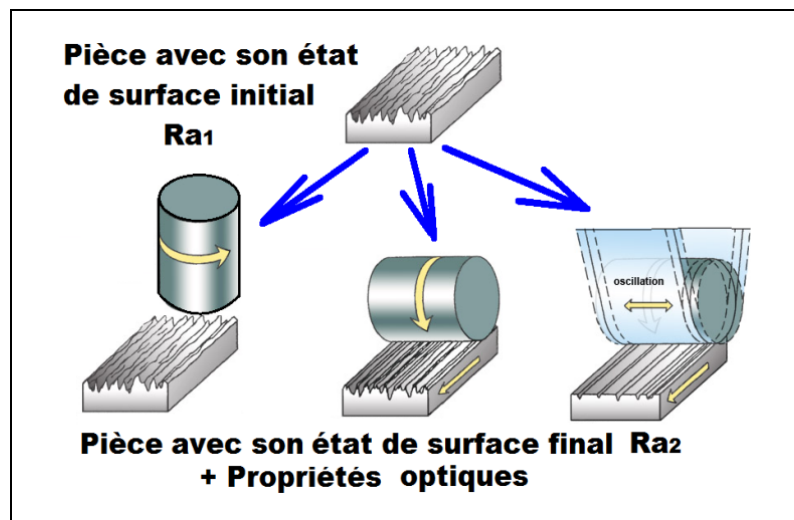 Pièce avec son état
de surface initial
Ra1
oscillation
Pièce avec son état de surface final Ra2
+ Propriétés optiques